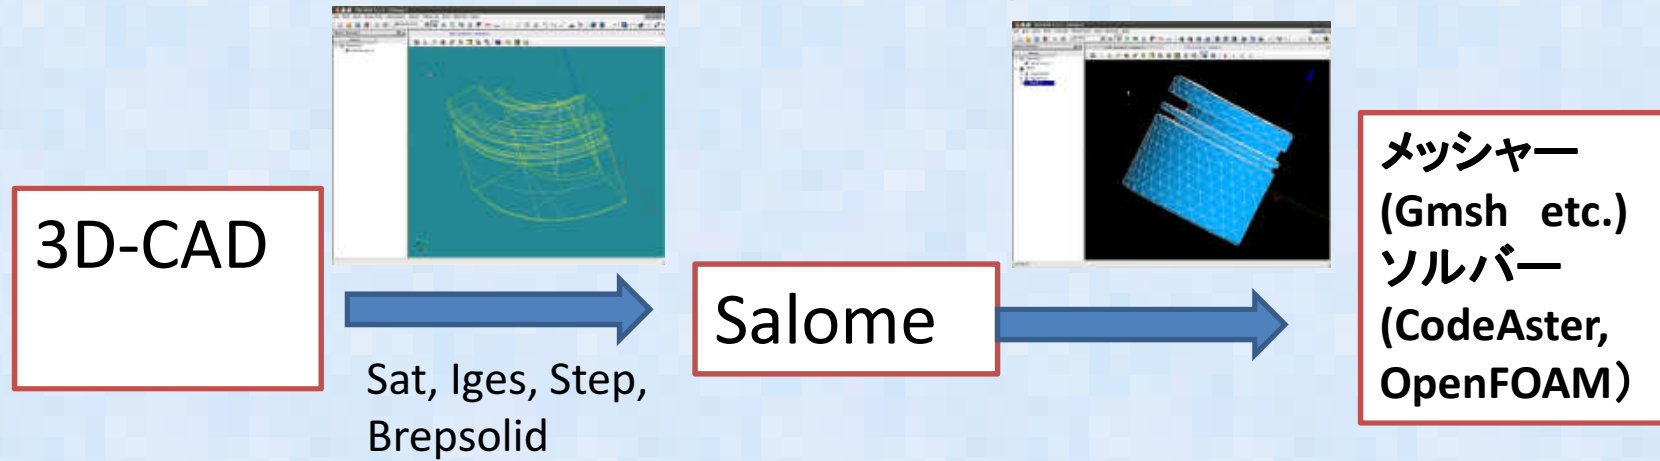 3D-CAD
Sat, Iges, Step,
Brepsolid
Salome
メッシャー
(Gmsh etc.)
ソルバー
(CodeAster,
OpenFOAM）